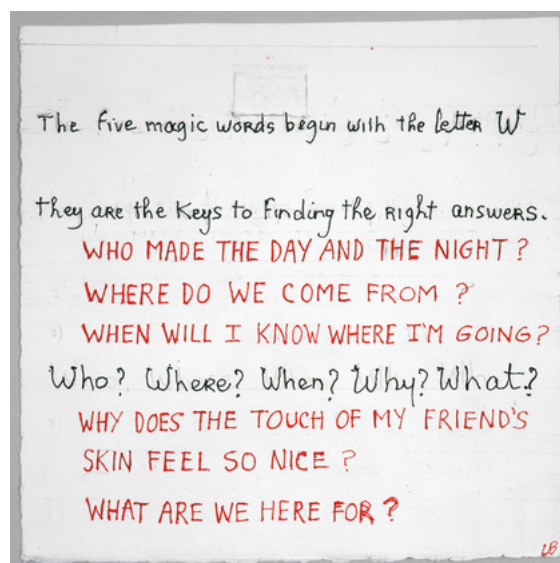 The five magic words begin with the letter W
They are the Keys to Finding the Right answers.
WHO MADE THE DAY AND THE NIGHT ?
WHERE DO WE COME FROM ?
WHEN WILL I KNOW WHERE I'M GOING?
Who? Where? When? Why? What?
WHY DOES THE TOUCH OF MY FRIEND'S
SKIN FEEL SO NICE ?
WHAT ARE WE HERE FOR ?
LB